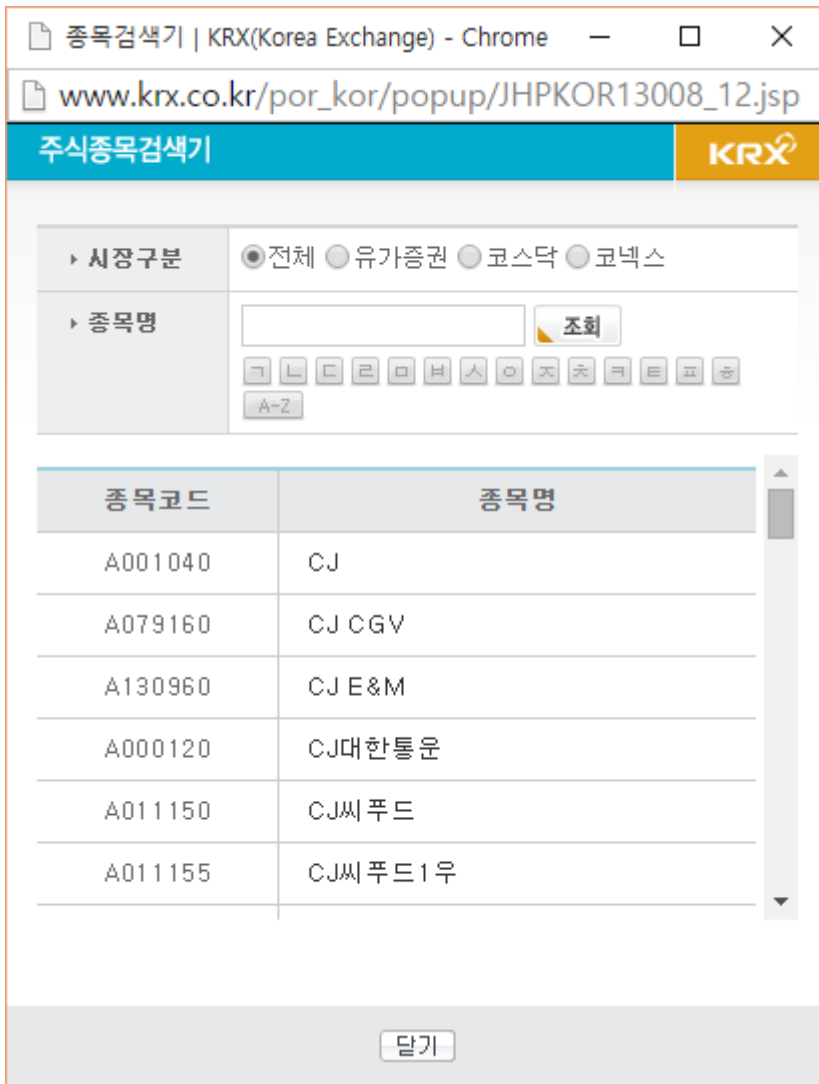 종목검색기 | KRX(Korea Exchange) - Chrome
www.krx.co.kr/por_kor/popup/JHPKOR13008_12.jsp
주식종목검색기 KRX
시장구분 전체 유가증권 코스닥 코넥스
종목명 조회
ㄱ ㄴ ㄷ ㄹ ㅁ ㅂ ㅅ ㅇ ㅈ ㅊ ㅋ ㅌ ㅍ ㅎ
A-Z
종목코드 종목명
A001040 CJ
A079160 CJ CGV
A130960 CJ E&M
A000120 CJ대한통운
A011150 CJ씨푸드
A011155 CJ씨푸드1우
닫기